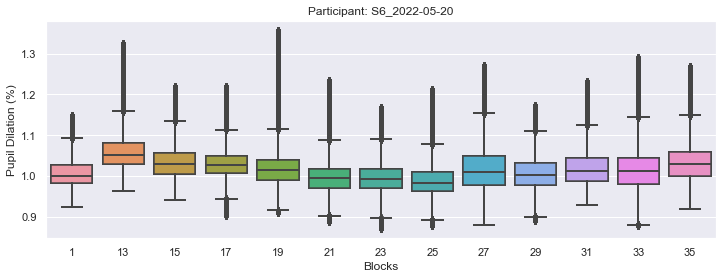 Participant: S6_2022-05-20
Pupil Dilation (%)
1.3
1.2
1.1
1.0
0.9
1 13 15 17 19 21 23 25 27 29 31 33 35
Blocks